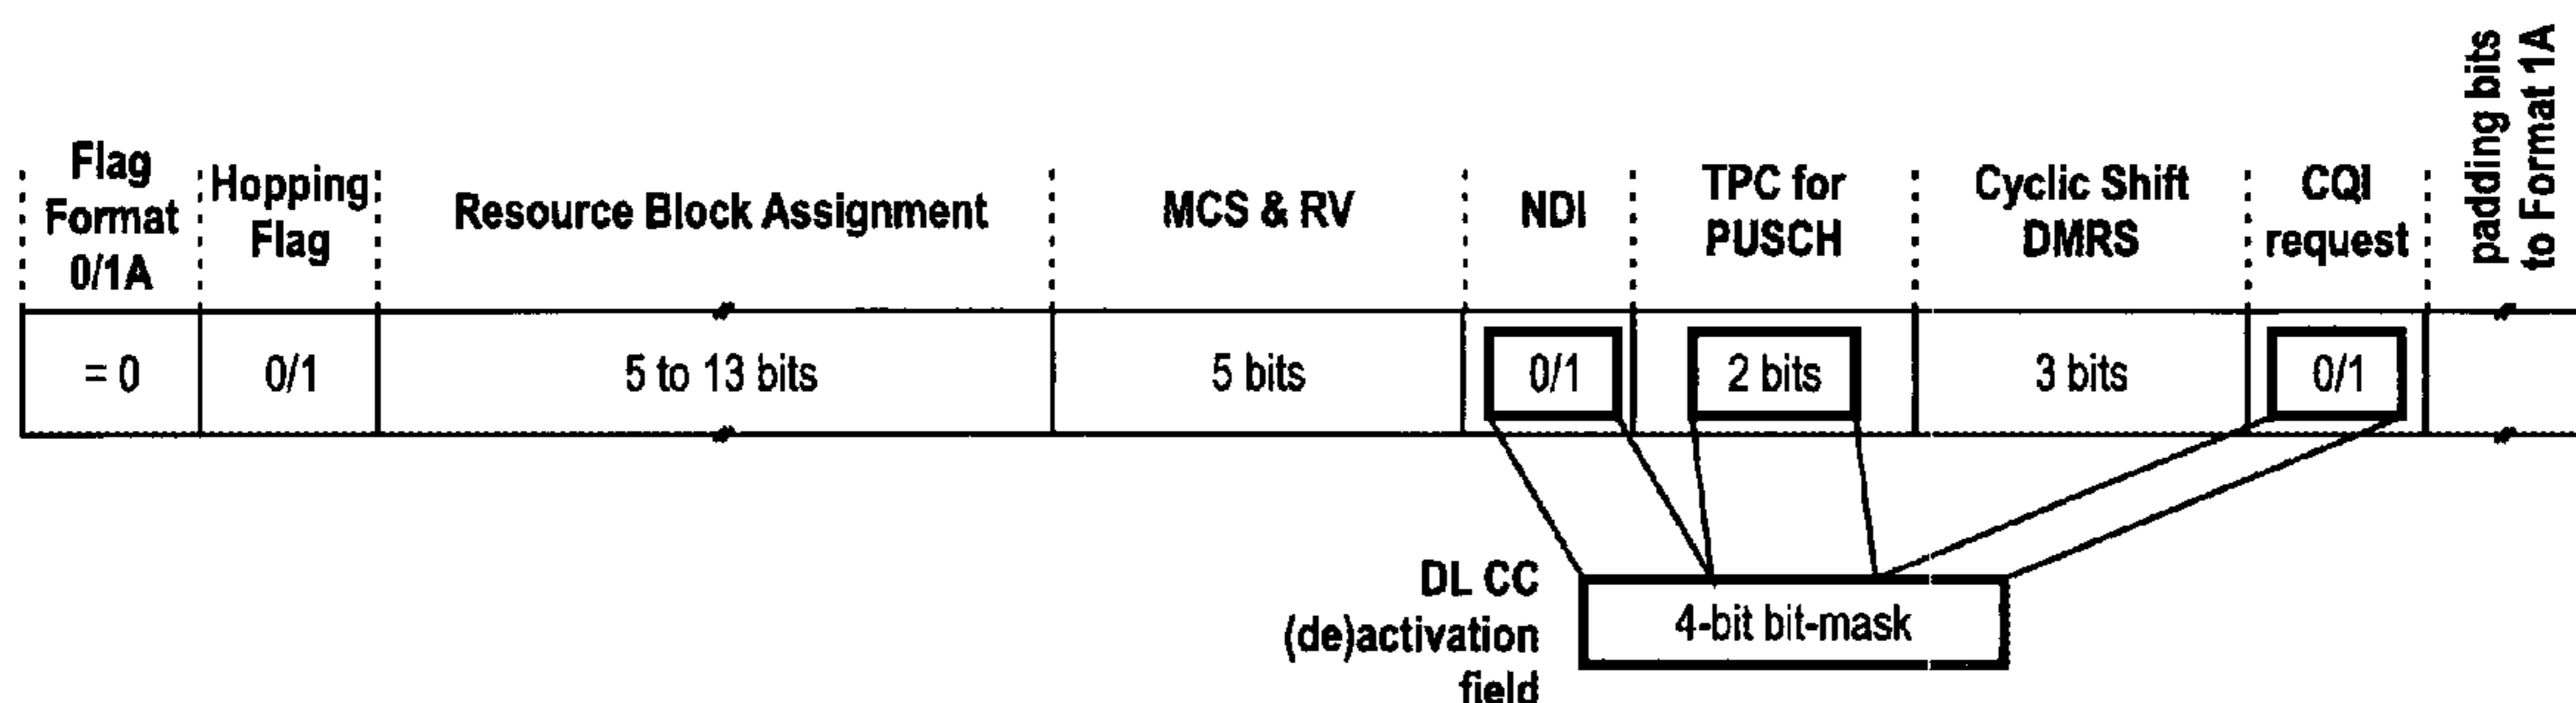 Flag
Format
0/1A
Hopping
Flag
Resource Block Assignment
MCS & RV
NDI
TPC for
PUSCH
Cyclic Shift
DMRS
CQI
request
padding bits
to Format 1A
= 0
0/1
5 to 13 bits
5 bits
0/1
2 bits
3 bits
0/1
DL CC
(de)activation
field
4-bit bit-mask